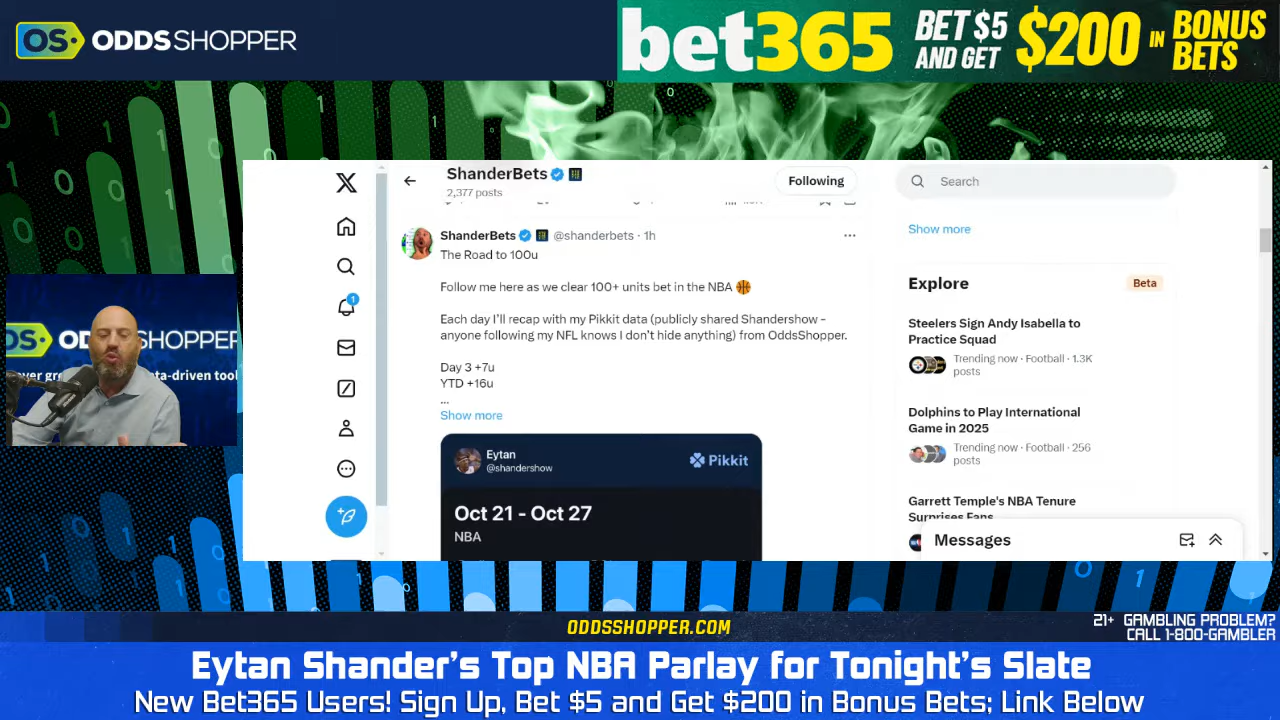 OS
ODDSSHOPPER
bet365
BET $5
AND GET
$200
IN
BONUS
BETS
ShanderBets
2,377 posts
Following
Search
Show more
ShanderBets @shanderbets · 1h
The Road to 100u
Follow me here as we clear 100+ units bet in the NBA
Each day I'll recap with my Pikkit data (publicly shared Shandershow -
anyone following my NFL knows I don't hide anything) from OddsShopper.
Day 3 +7u
YTD +16u
...
Show more
Eytan
@shandershow
Pikkit
Oct 21 - Oct 27
NBA
1
Explore
Beta
Steelers Sign Andy Isabella to
Practice Squad
Trending now · Football · 1.3K
posts
Dolphins to Play International
Game in 2025
Trending now · Football · 256
posts
Garrett Temple's NBA Tenure
Surprises Fans
Messages
ODDSSHOPPER.COM
21+ GAMBLING PROBLEM?
CALL 1-800-GAMBLER
Eytan Shander's Top NBA Parlay for Tonight's Slate
New Bet365 Users! Sign Up, Bet $5 and Get $200 in Bonus Bets; Link Below